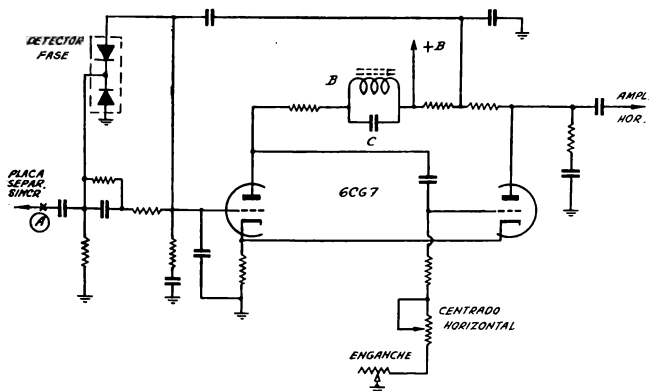 DETECTOR
FASE
+B
B
C
AMPL.
HOR.
PLACA
SEPAR.
SINCR
A
6CG7
CENTRADO
HORIZONTAL
ENGANCHE